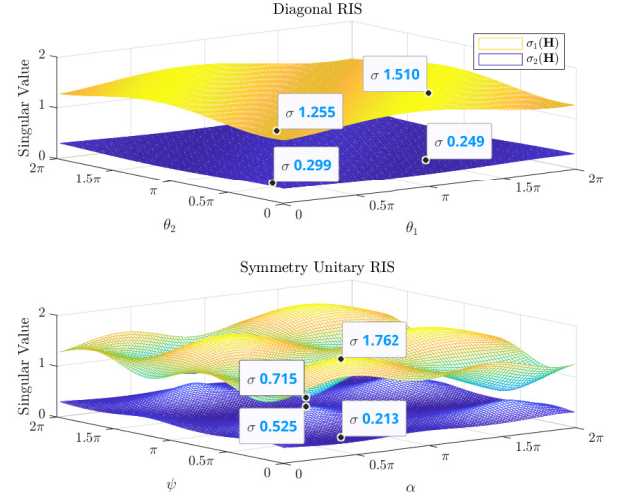 Diagonal RIS
σ₁(H)
σ₂(H)
Singular Value
2
1
0
σ 1.510
σ 1.255
σ 0.249
σ 0.299
2π
1.5π
π
0.5π
0
θ₂
0
0.5π
π
1.5π
2π
θ₁
Symmetry Unitary RIS
Singular Value
2
1
0
σ 1.762
σ 0.715
σ 0.525
σ 0.213
2π
1.5π
π
0.5π
0
ψ
0
0.5π
π
1.5π
2π
α